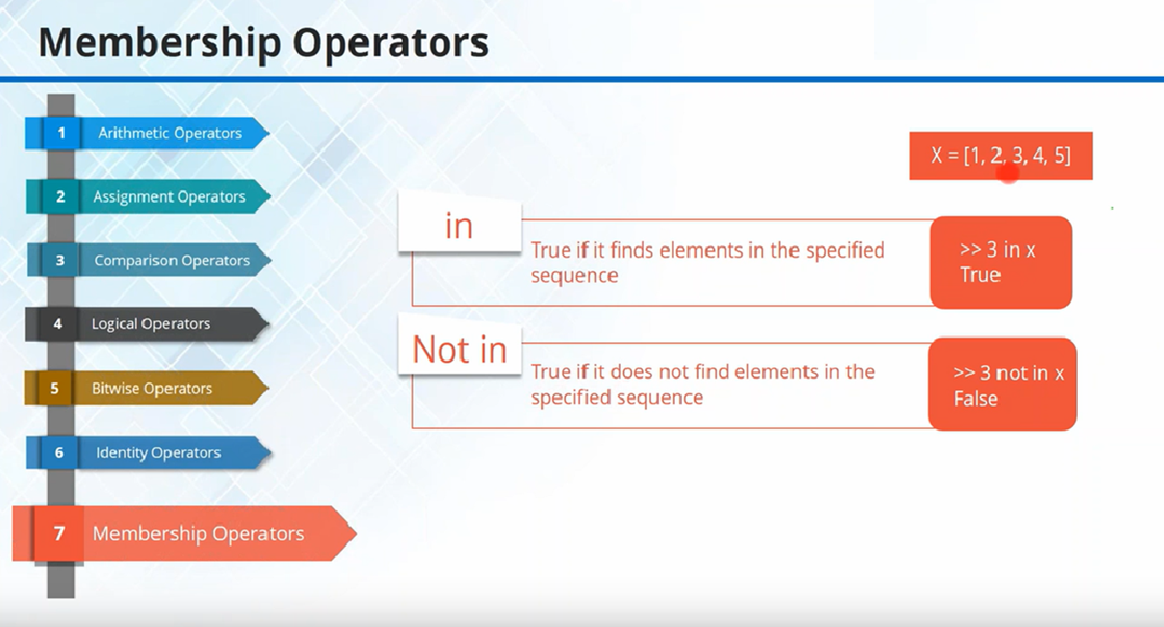 Membership Operators
1 Arithmetic Operators
2 Assignment Operators
3 Comparison Operators
4 Logical Operators
5 Bitwise Operators
6 Identity Operators
7 Membership Operators
X = [1, 2, 3, 4, 5]
in
True if it finds elements in the specified
sequence
>> 3 in x
True
Not in
True if it does not find elements in the
specified sequence
>> 3 not in x
False